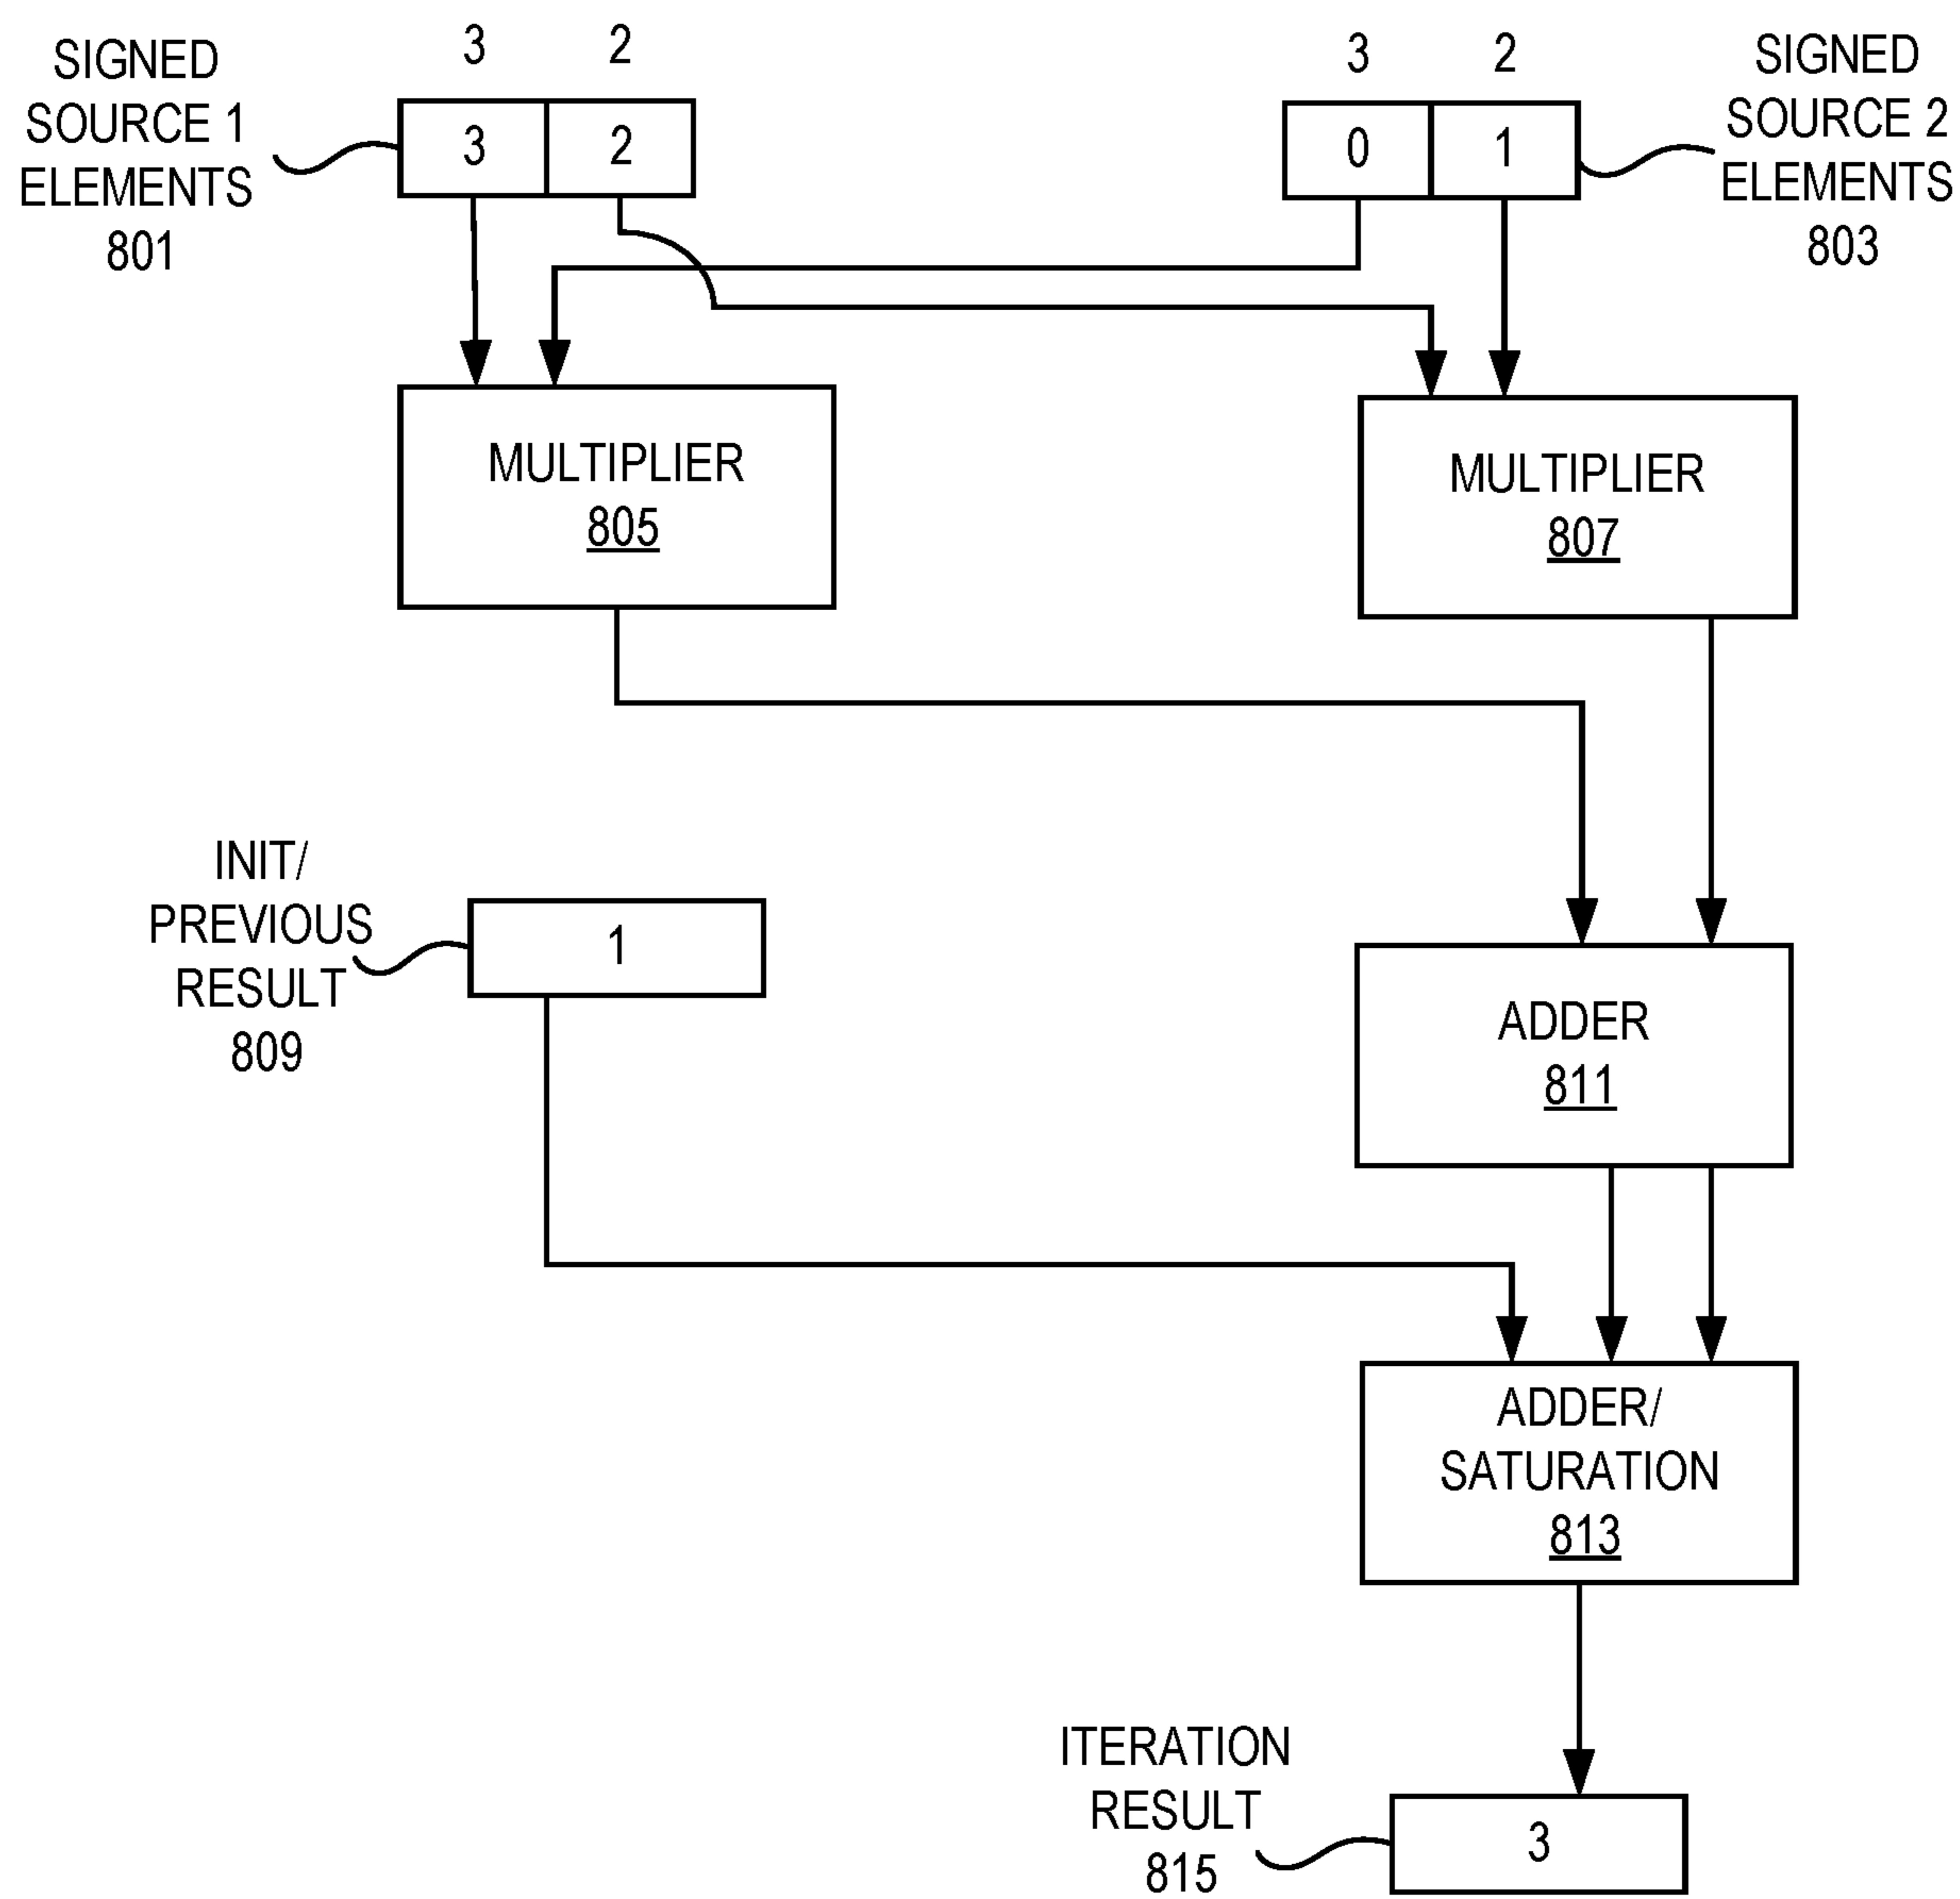 SIGNED
SOURCE 1
ELEMENTS
801
3 2
3 2
3 2
0 1
SIGNED
SOURCE 2
ELEMENTS
803
MULTIPLIER
805
MULTIPLIER
807
INIT/
PREVIOUS
RESULT
809
1
ADDER
811
ADDER/
SATURATION
813
ITERATION
RESULT
815
3